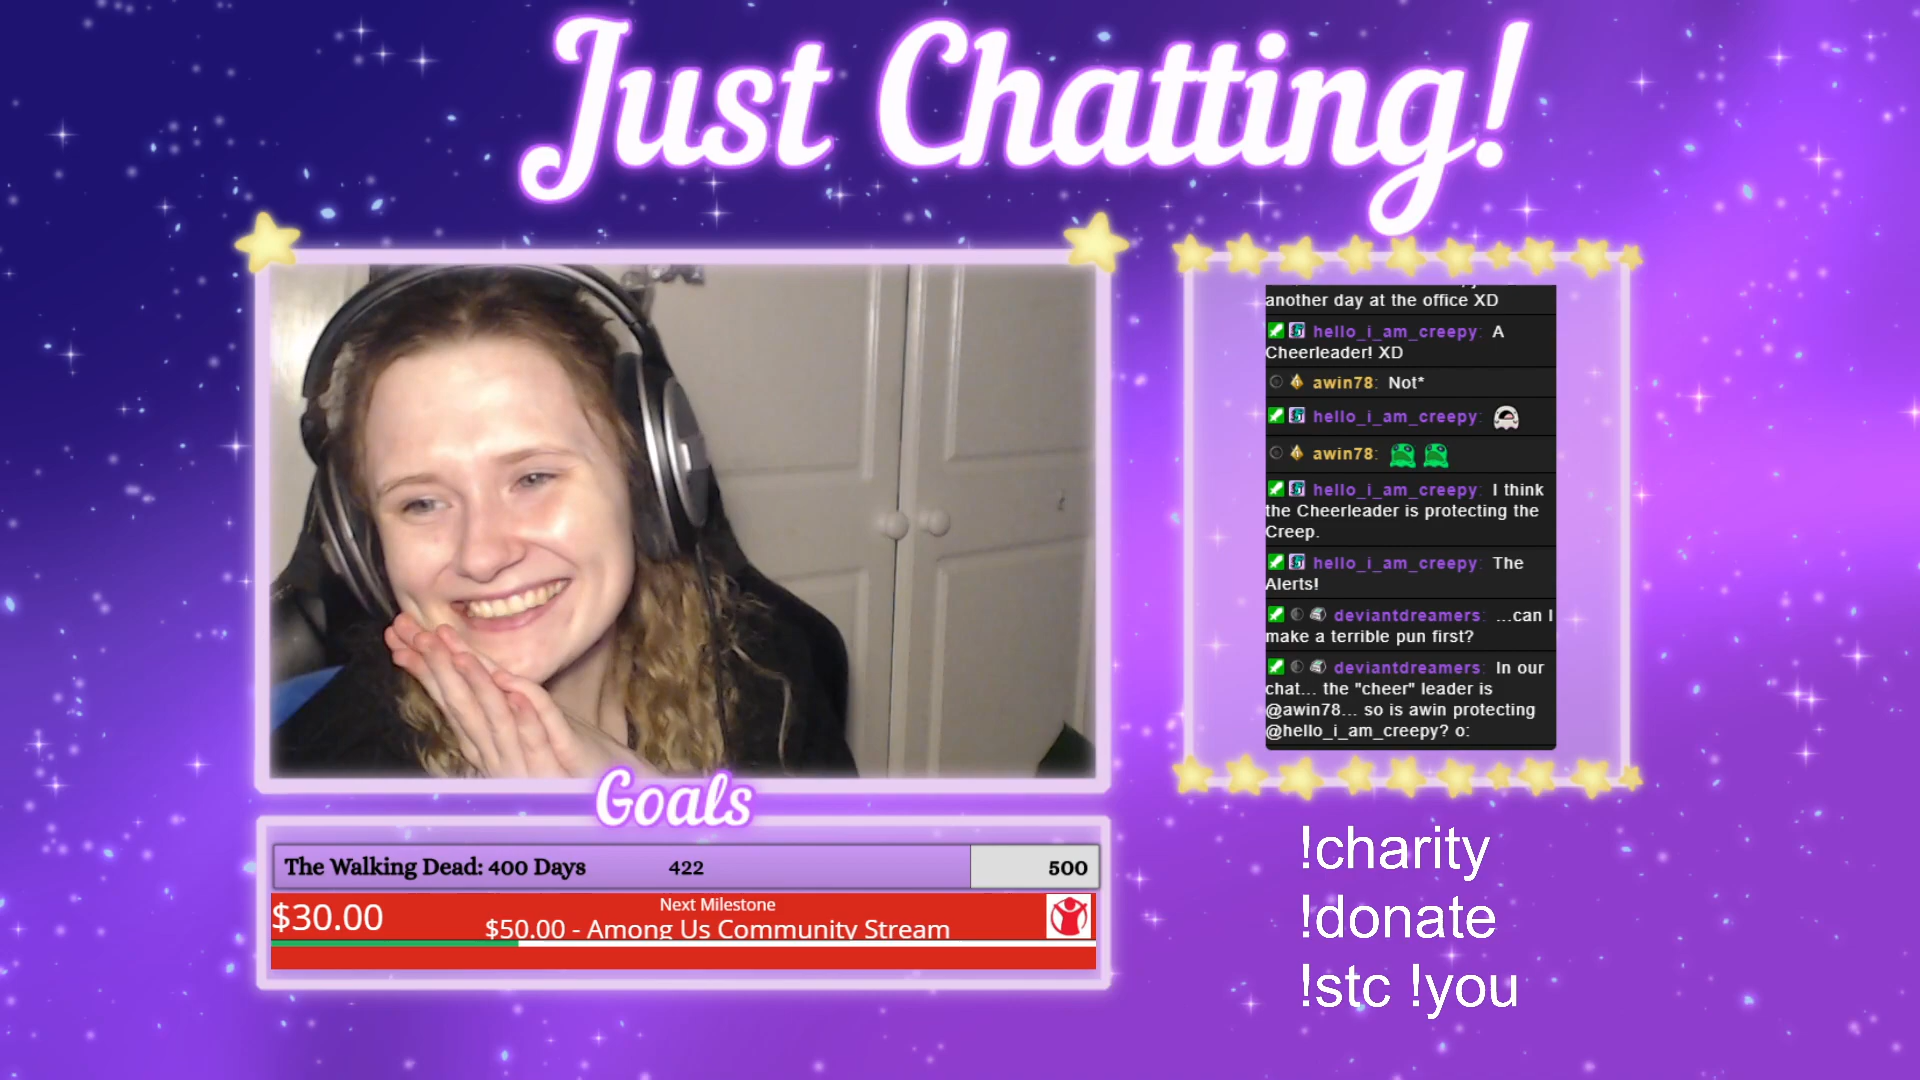 Just Chatting!
another day at the office XD
hello_i_am_creepy: A
Cheerleader! XD
awin78: Not*
hello_i_am_creepy:
awin78:
hello_i_am_creepy: I think
the Cheerleader is protecting the
Creep.
hello_i_am_creepy: The
Alerts!
deviantdreamers: ...can I
make a terrible pun first?
deviantdreamers: In our
chat... the "cheer" leader is
@awin78... so is awin protecting
@hello_i_am_creepy? o:
Goals
The Walking Dead: 400 Days 422 500
$30.00
Next Milestone
$50.00 - Among Us Community Stream
!charity
!donate
!stc !you